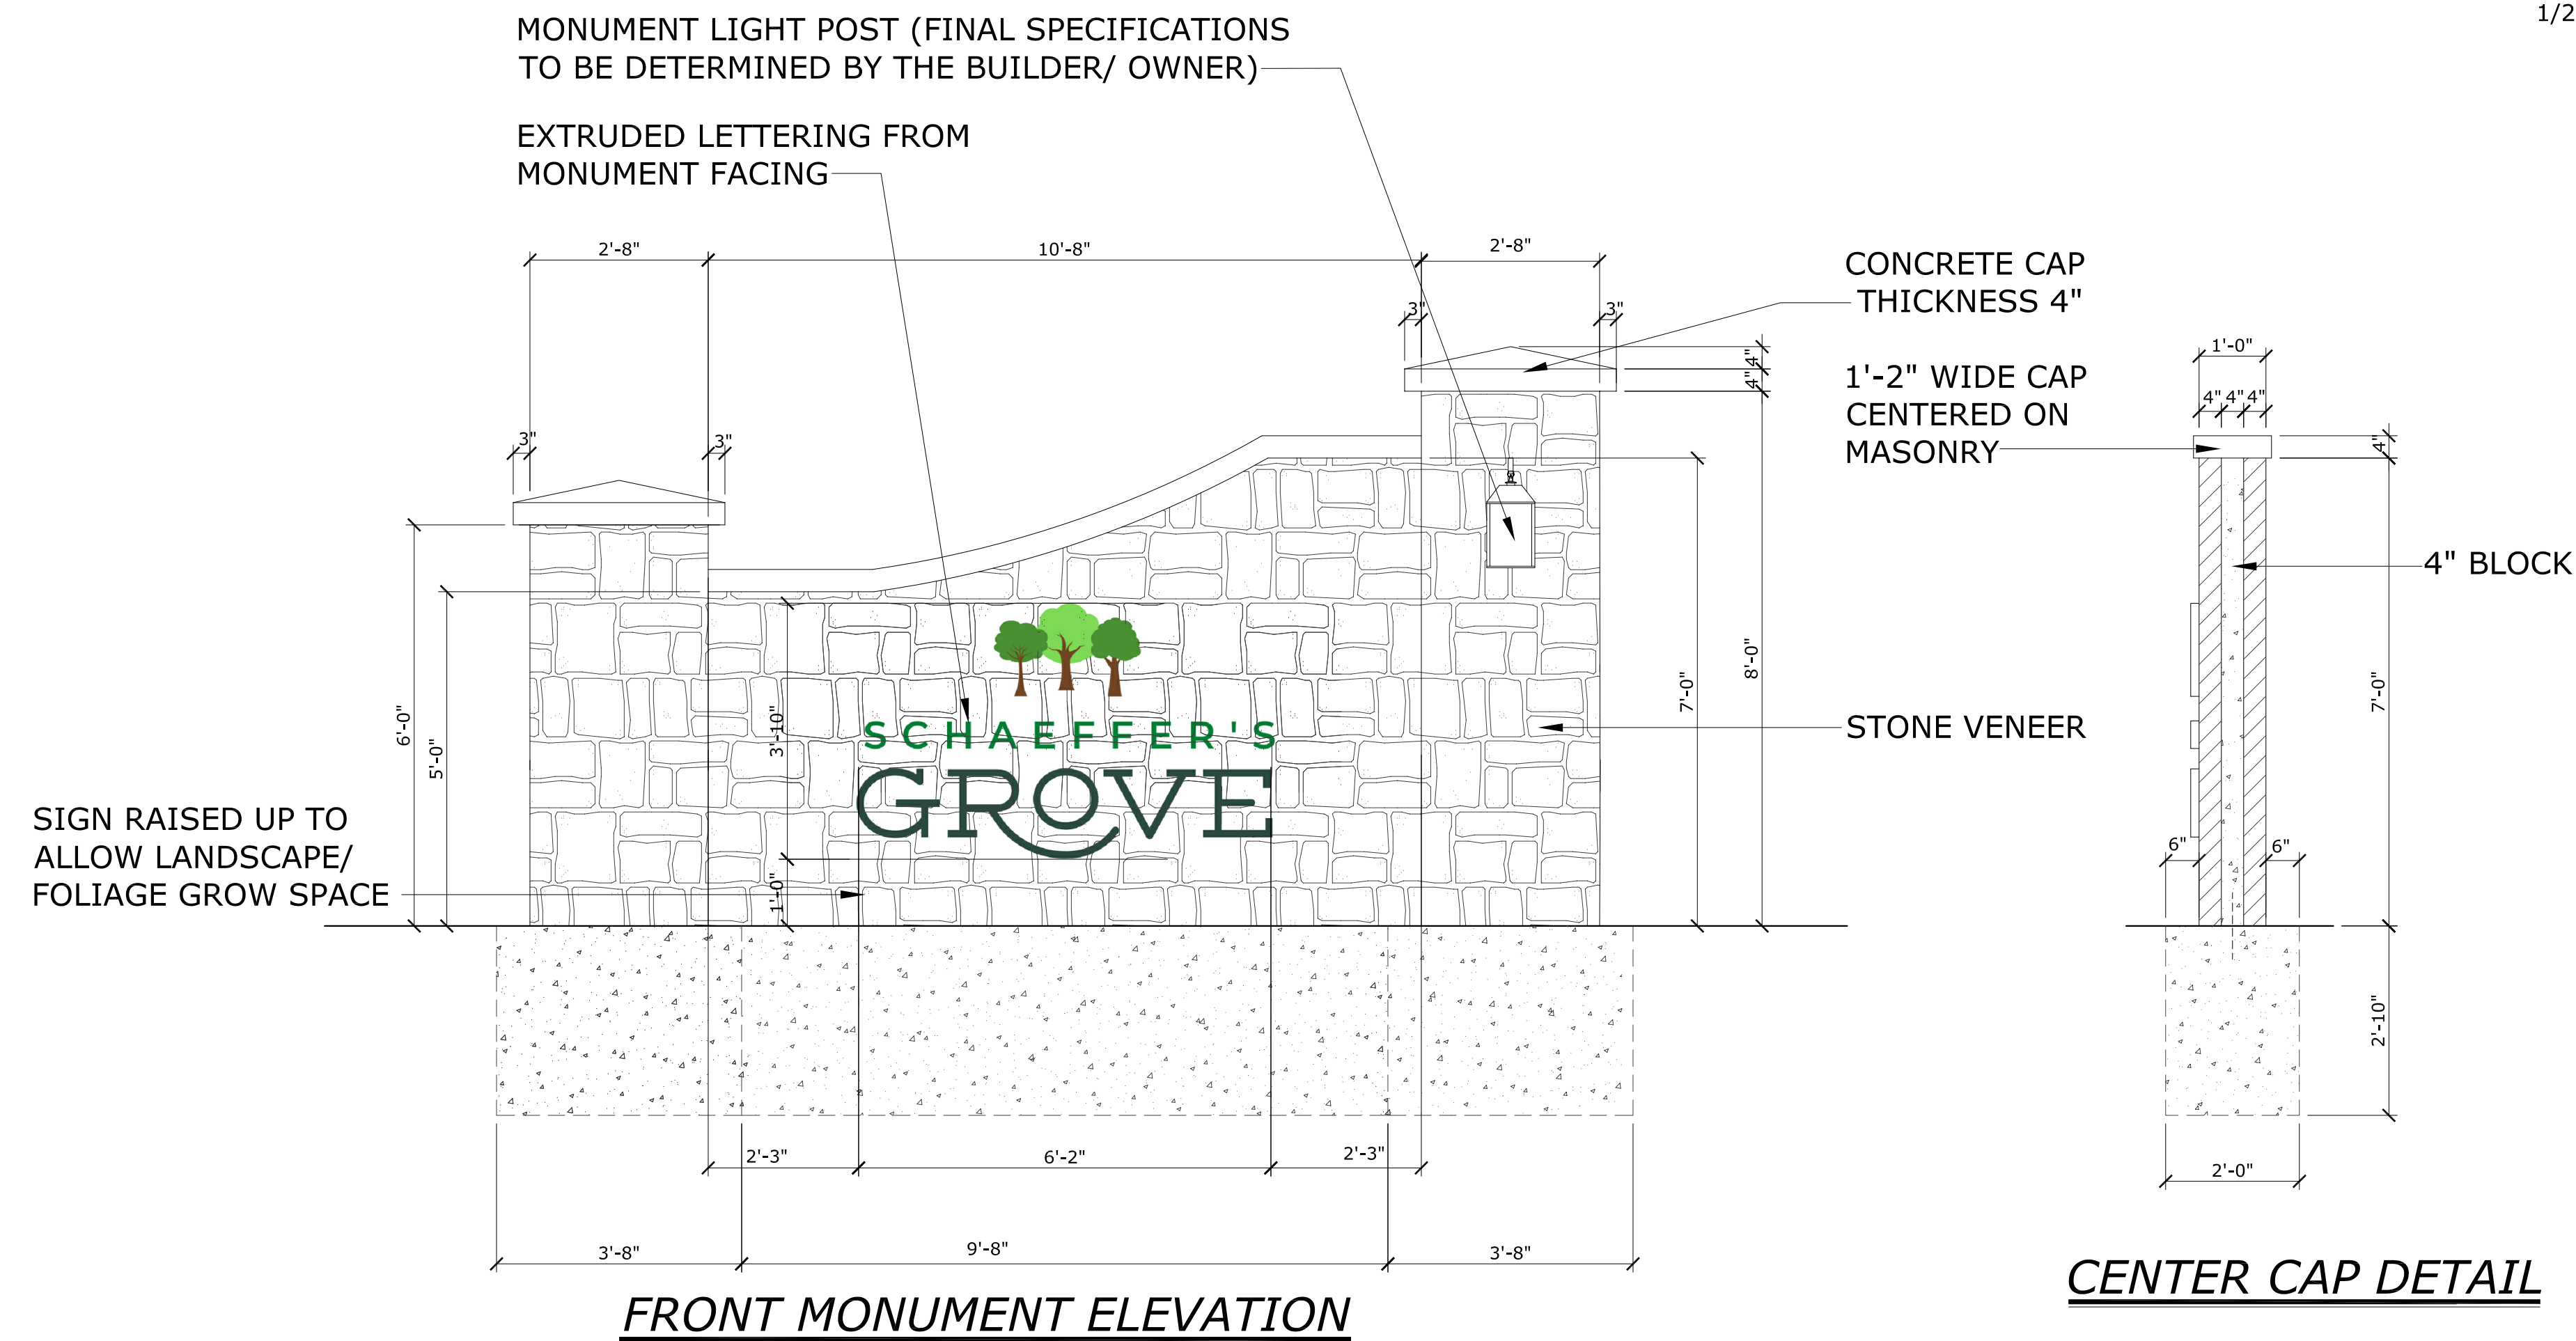 1/2
MONUMENT LIGHT POST (FINAL SPECIFICATIONS
TO BE DETERMINED BY THE BUILDER/ OWNER)
EXTRUDED LETTERING FROM
MONUMENT FACING
2'-8"
10'-8"
2'-8"
CONCRETE CAP
THICKNESS 4"
3"
3"
4"
4"
1'-2" WIDE CAP
CENTERED ON
MASONRY
1'-0"
4"
4"
4"
4"
3"
3"
4" BLOCK
6'-0"
5'-0"
3'-10"
1'-0"
7'-0"
8'-0"
7'-0"
SCHAEFFER'S
GROVE
STONE VENEER
SIGN RAISED UP TO
ALLOW LANDSCAPE/
FOLIAGE GROW SPACE
6"
6"
2'-10"
2'-3"
6'-2"
2'-3"
2'-0"
3'-8"
9'-8"
3'-8"
FRONT MONUMENT ELEVATION
CENTER CAP DETAIL